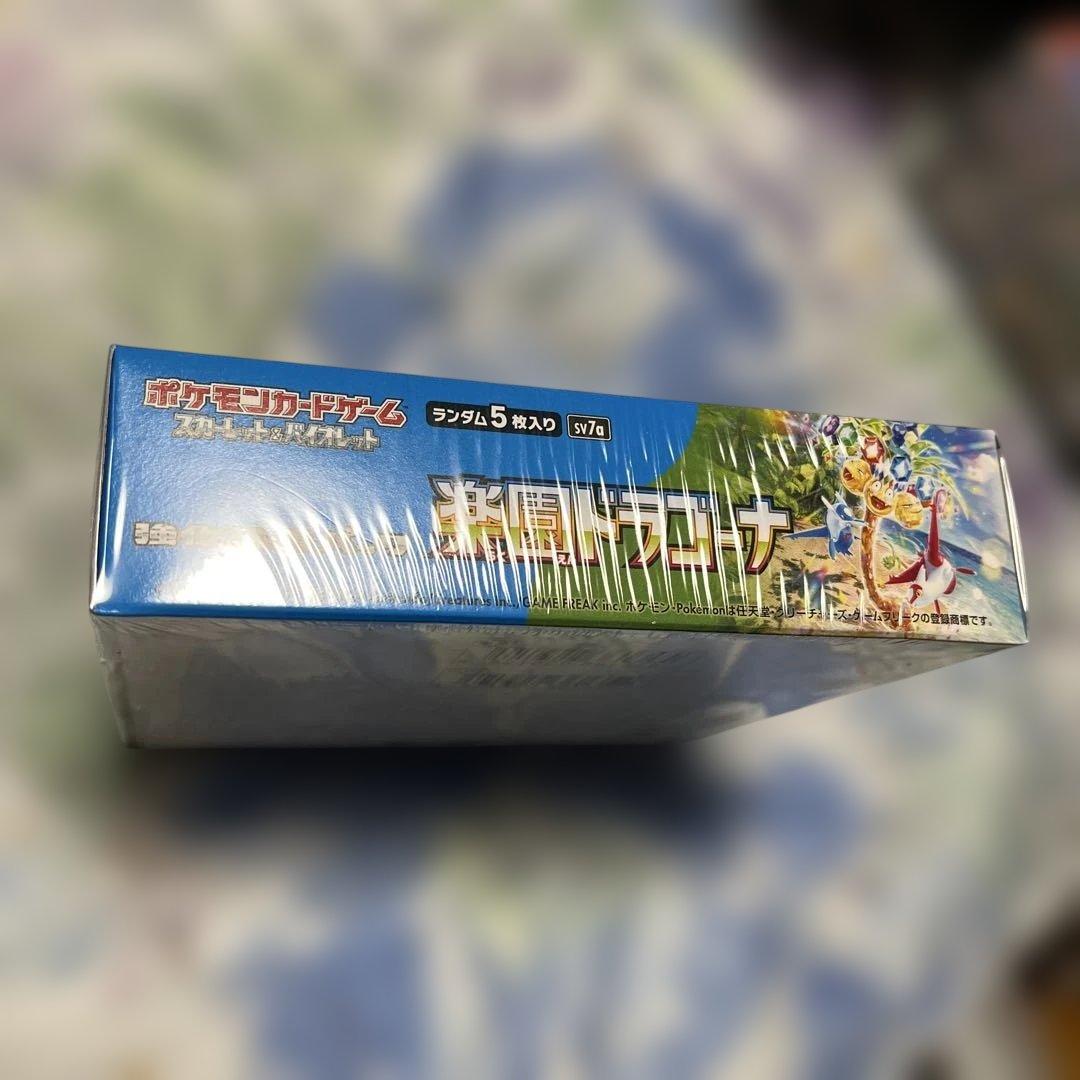 ポケモンカードゲーム
スカーレット&バイオレット
ランダム5枚入り SV7a
楽園ドラゴーナ
Creatures inc., GAME FREAK inc. ポケモン・Pokémonは任天堂・クリーチャーズ・ゲームフリークの登録商標です。